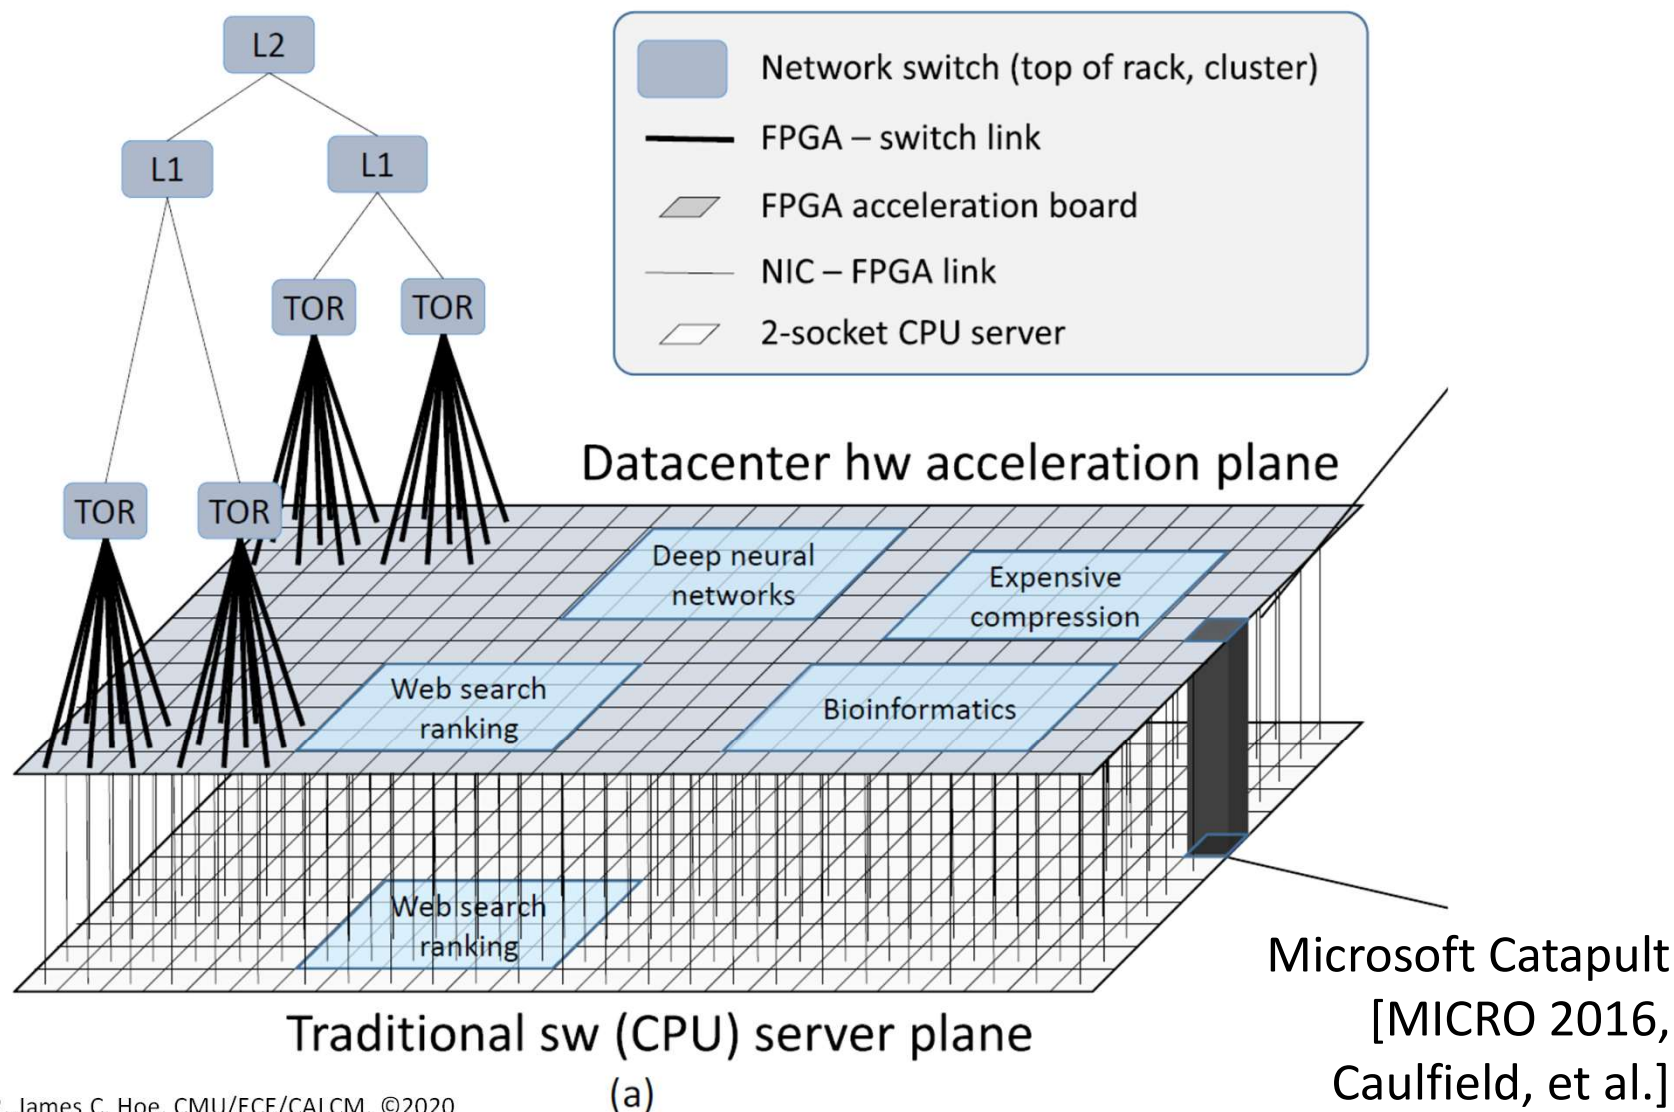 L2
L1
L1
TOR
TOR
TOR
TOR
Network switch (top of rack, cluster)
FPGA – switch link
FPGA acceleration board
NIC – FPGA link
2-socket CPU server
Datacenter hw acceleration plane
Deep neural
networks
Expensive
compression
Web search
ranking
Bioinformatics
Web search
ranking
Traditional sw (CPU) server plane
(a)
Microsoft Catapult
[MICRO 2016,
Caulfield, et al.]
James C. Hoe, CMU/ECE/CALCM, ©2020